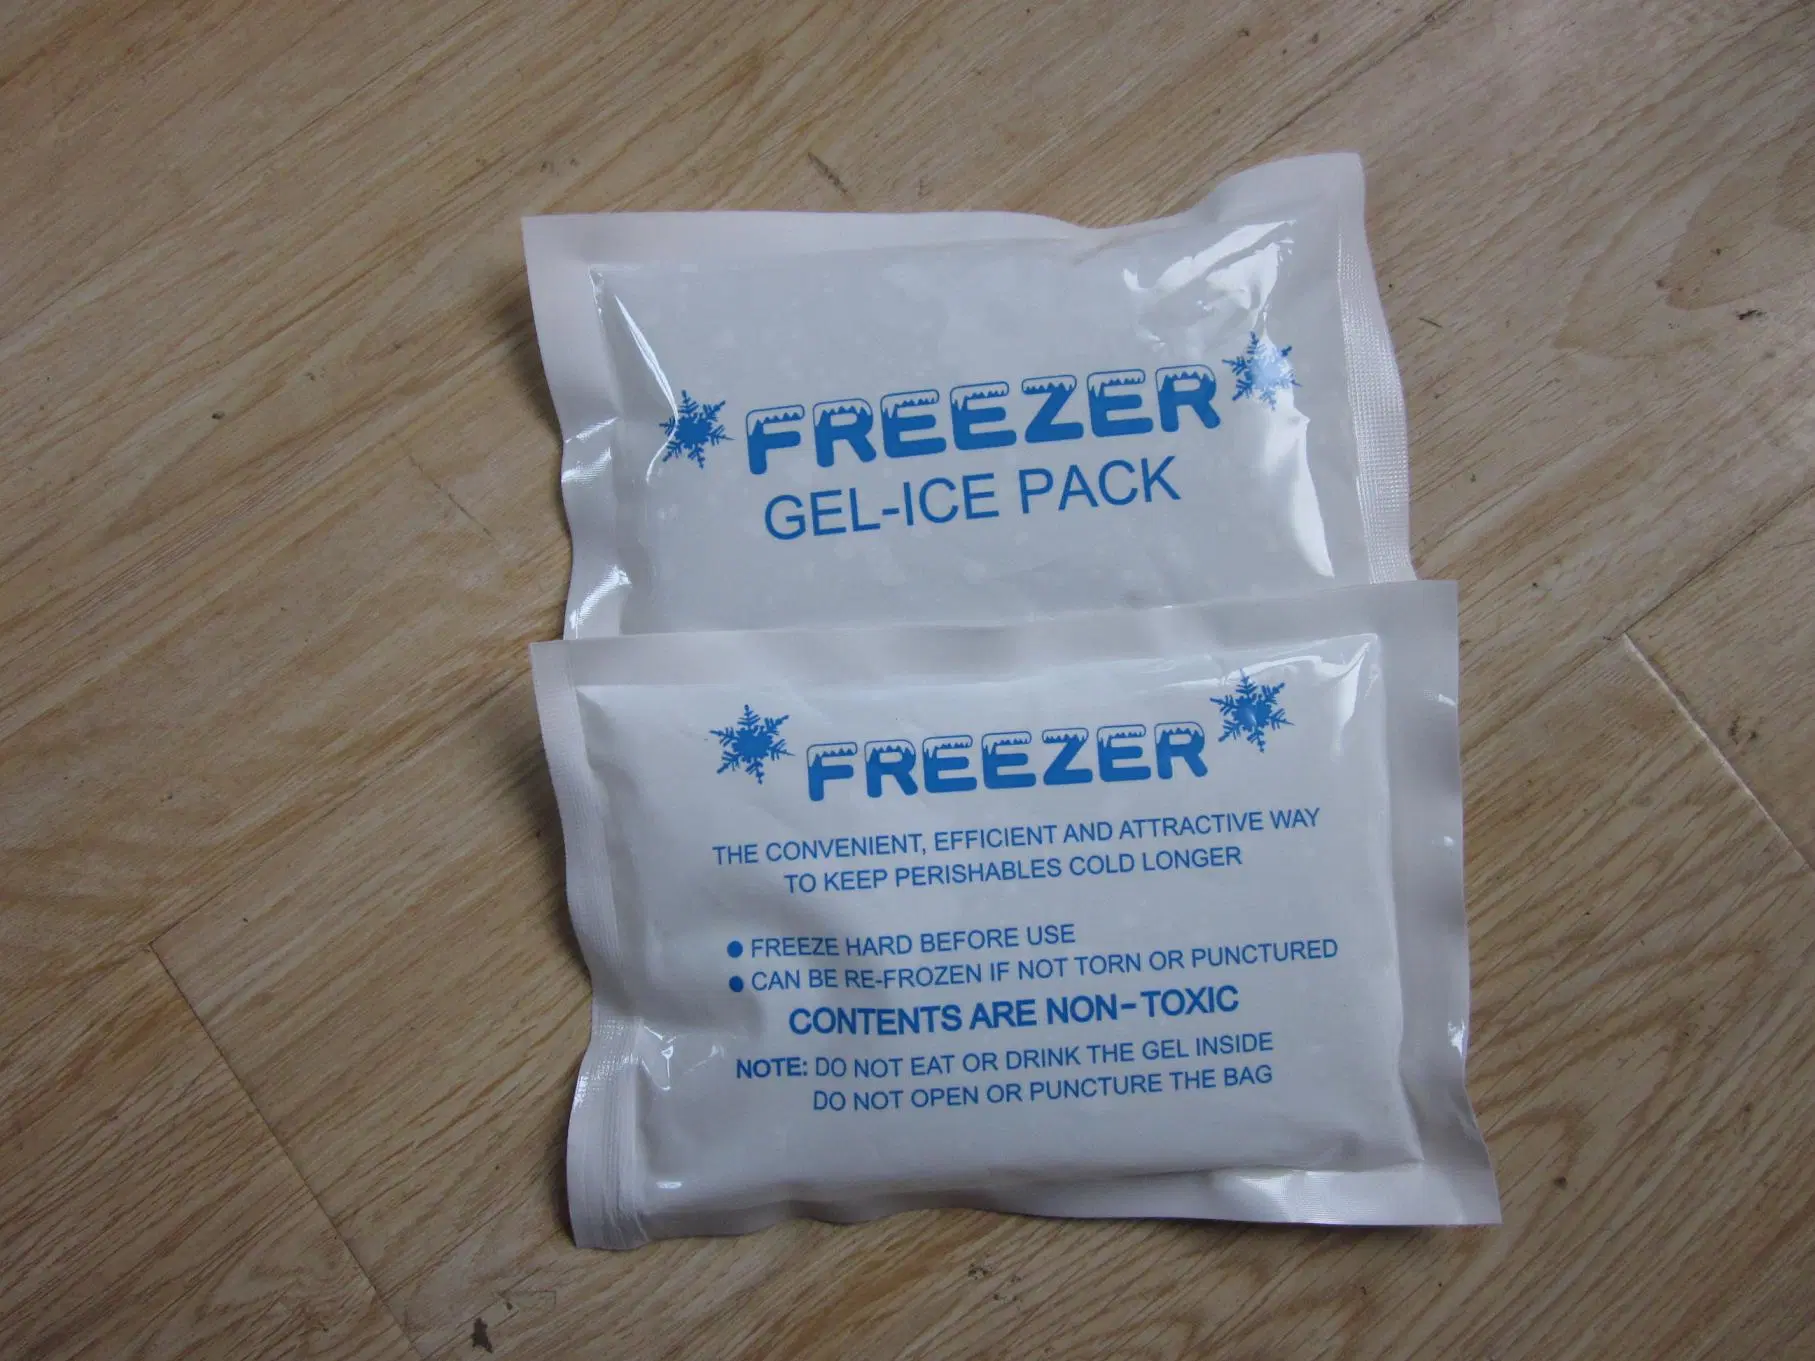 FREEZER
GEL-ICE PACK
FREEZER
THE CONVENIENT, EFFICIENT AND ATTRACTIVE WAY
TO KEEP PERISHABLES COLD LONGER
● FREEZE HARD BEFORE USE
● CAN BE RE-FROZEN IF NOT TORN OR PUNCTURED
CONTENTS ARE NON-TOXIC
NOTE: DO NOT EAT OR DRINK THE GEL INSIDE
DO NOT OPEN OR PUNCTURE THE BAG